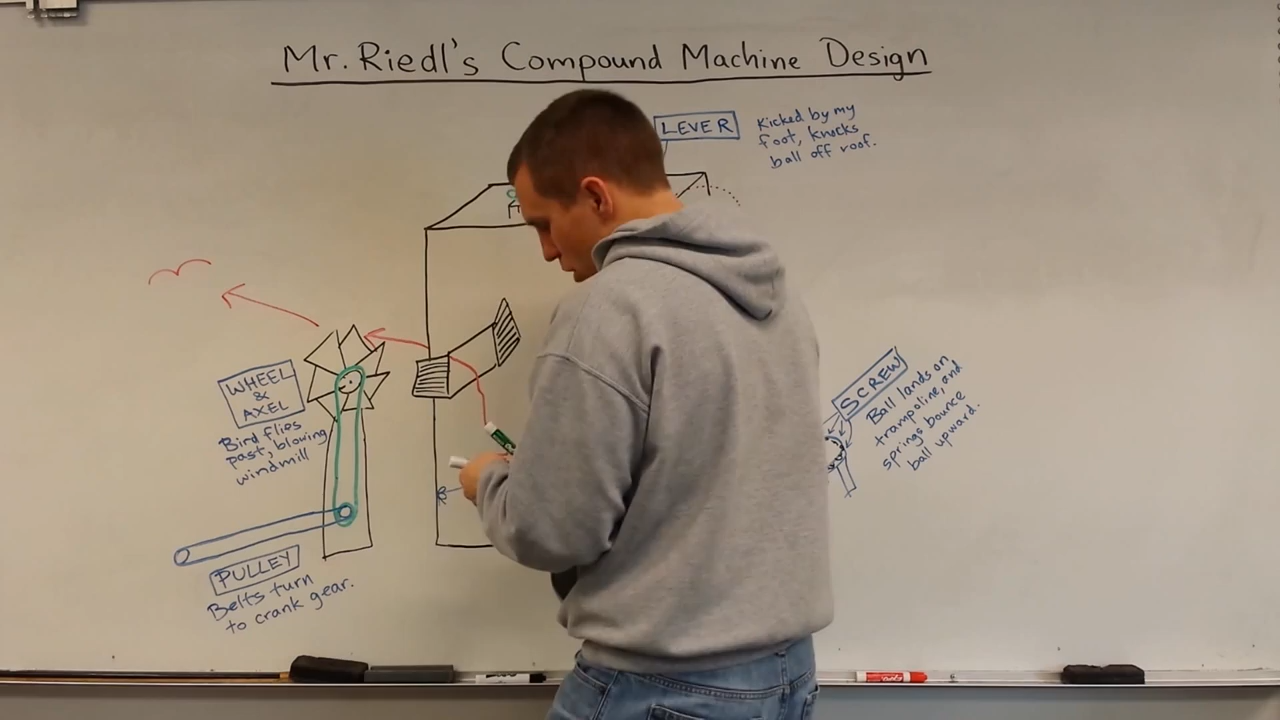 Mr. Riedl's Compound Machine Design
LEVER
Kicked by my
foot, knocks
ball off roof.
WHEEL
&
AXEL
Bird flies
past, blowing
windmill
SCREW
Ball lands on
trampoline, and
springs bounce
ball upward.
PULLEY
Belts turn
to crank gear.